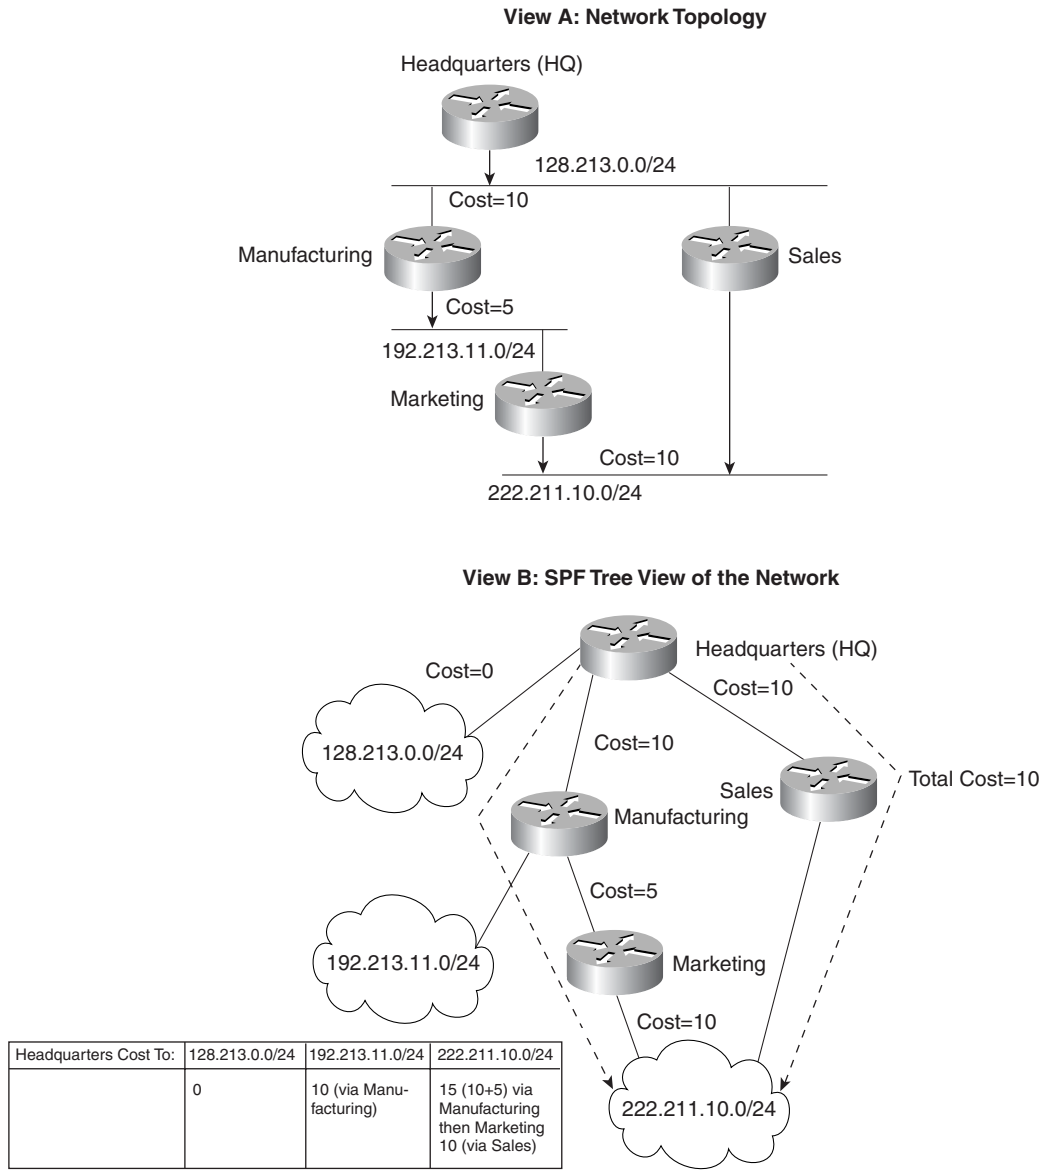 View A: Network Topology
Headquarters (HQ)
128.213.0.0/24
Cost=10
Manufacturing
Sales
Cost=5
192.213.11.0/24
Marketing
Cost=10
222.211.10.0/24
View B: SPF Tree View of the Network
Headquarters (HQ)
Cost=0
Cost=10
128.213.0.0/24
Cost=10
Total Cost=10
Sales
Manufacturing
Cost=5
192.213.11.0/24
Marketing
Cost=10
Headquarters Cost To: 128.213.0.0/24 192.213.11.0/24 222.211.10.0/24
0 10 (via Manu- 15 (10+5) via
facturing) Manufacturing
then Marketing
10 (via Sales)
222.211.10.0/24